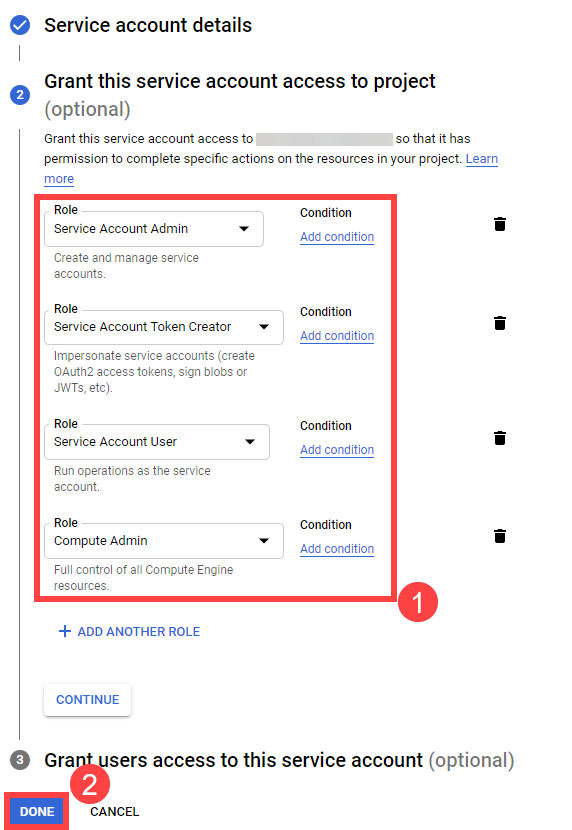 Service account details
2
Grant this service account access to project
(optional)
Grant this service account access to so that it has
permission to complete specific actions on the resources in your project. Learn
more
Role
Condition
Service Account Admin
Add condition
Create and manage service
accounts.
Role
Condition
Service Account Token Creator
Add condition
Impersonate service accounts (create
OAuth2 access tokens, sign blobs or
JWTs, etc).
Role
Condition
Service Account User
Add condition
Run operations as the service
account.
Role
Condition
Compute Admin
Add condition
Full control of all Compute Engine
resources.
1
+ ADD ANOTHER ROLE
CONTINUE
3
Grant users access to this service account (optional)
2
DONE
CANCEL